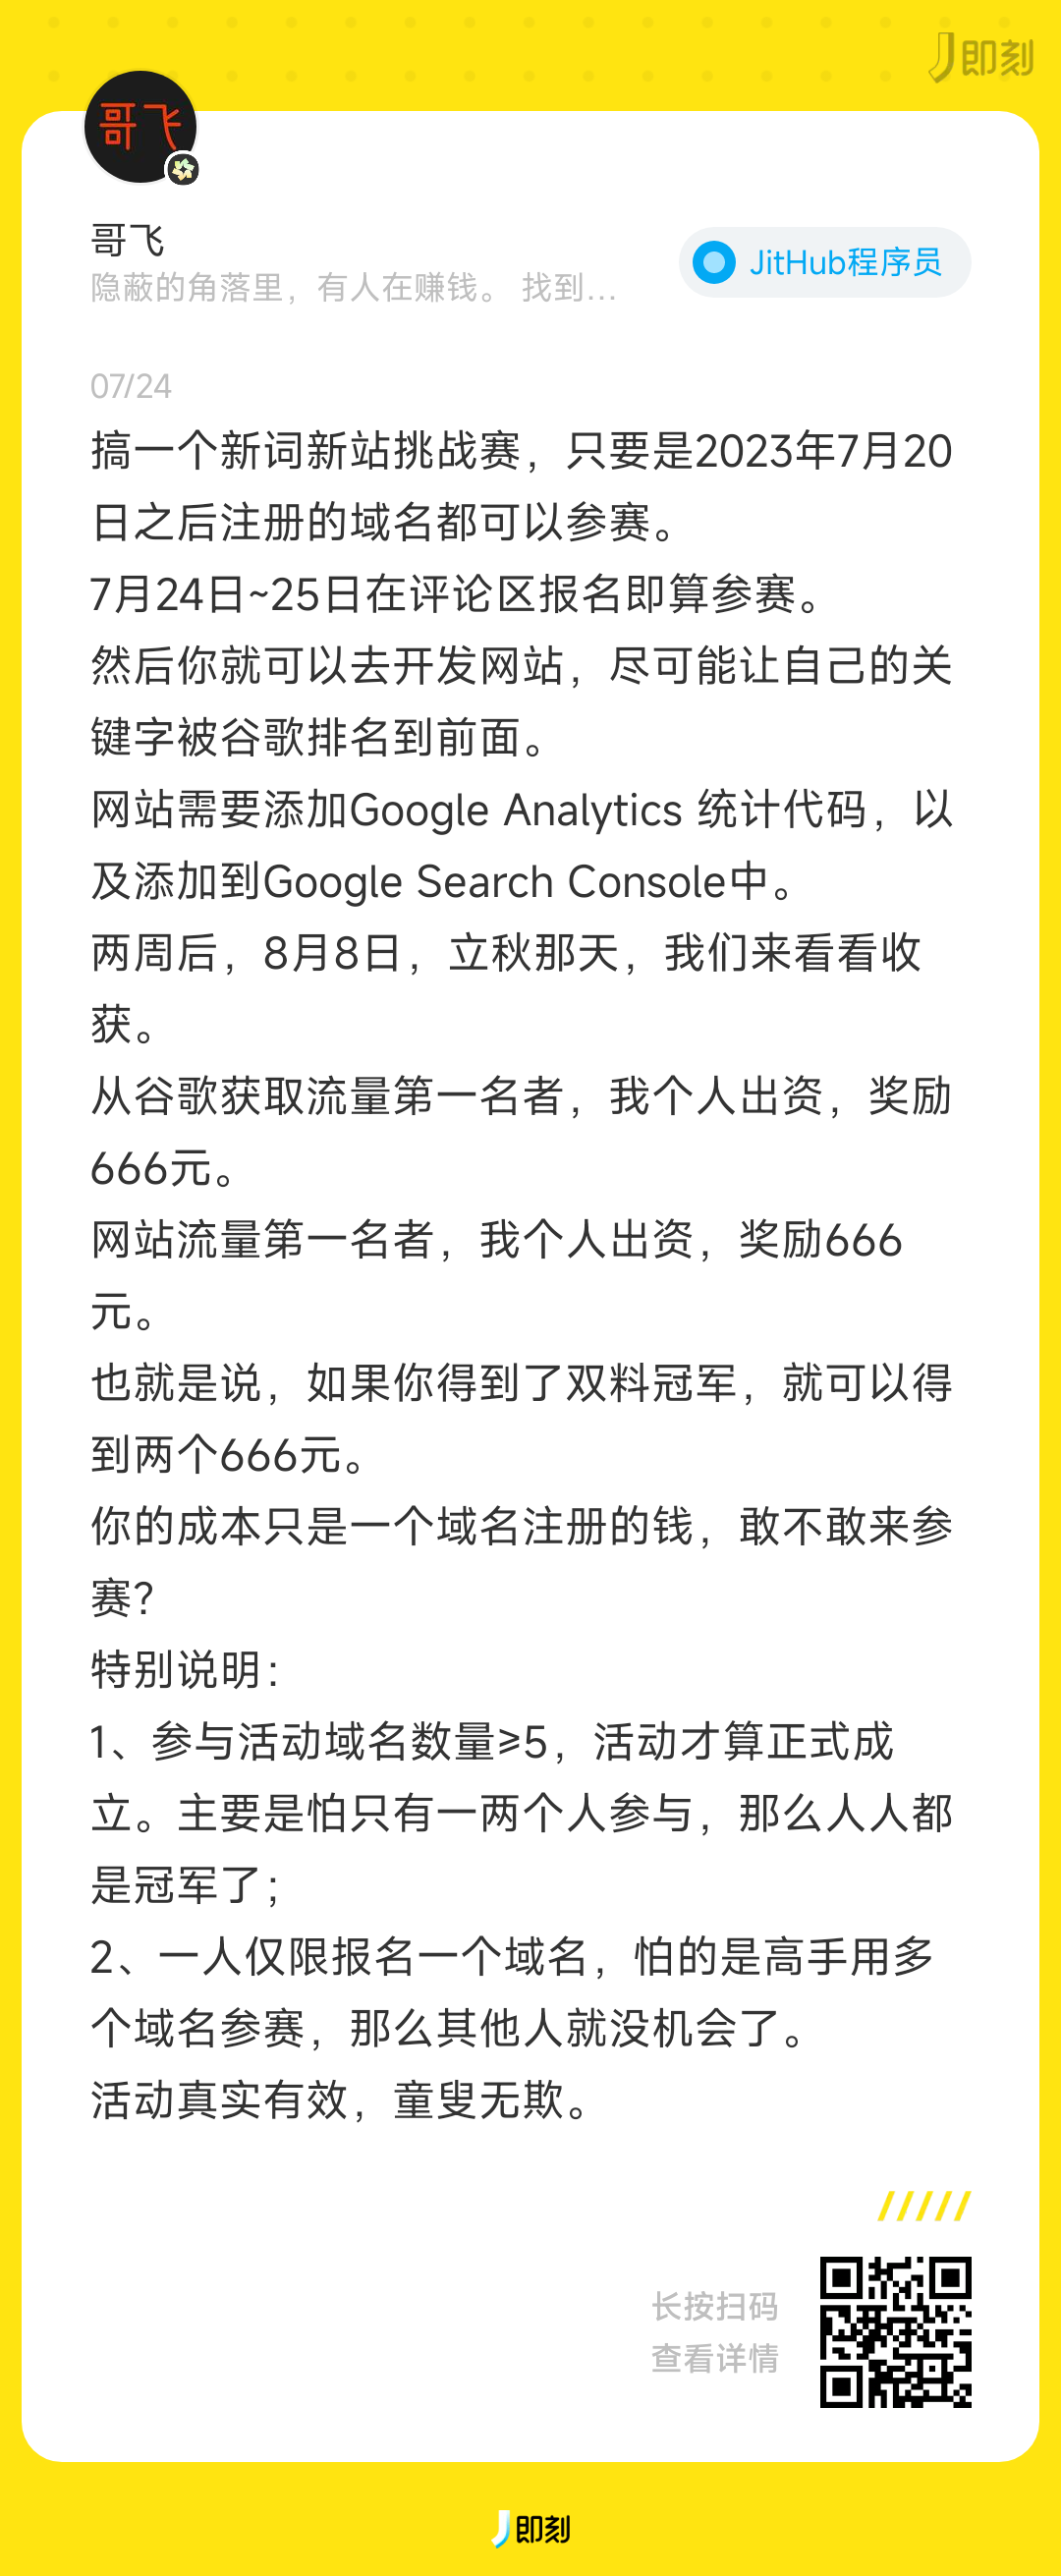 即刻
哥飞
哥飞
隐蔽的角落里，有人在赚钱。 找到...
JitHub程序员
07/24
搞一个新词新站挑战赛，只要是2023年7月20
日之后注册的域名都可以参赛。
7月24日~25日在评论区报名即算参赛。
然后你就可以去开发网站，尽可能让自己的关
键字被谷歌排名到前面。
网站需要添加Google Analytics 统计代码，以
及添加到Google Search Console中。
两周后，8月8日，立秋那天，我们来看看收
获。
从谷歌获取流量第一名者，我个人出资，奖励
666元。
网站流量第一名者，我个人出资，奖励666
元。
也就是说，如果你得到了双料冠军，就可以得
到两个666元。
你的成本只是一个域名注册的钱，敢不敢来参
赛？
特别说明：
1、参与活动域名数量≥5，活动才算正式成
立。主要是怕只有一两个人参与，那么人人都
是冠军了；
2、一人仅限报名一个域名，怕的是高手用多
个域名参赛，那么其他人就没机会了。
活动真实有效，童叟无欺。
长按扫码
查看详情
即刻